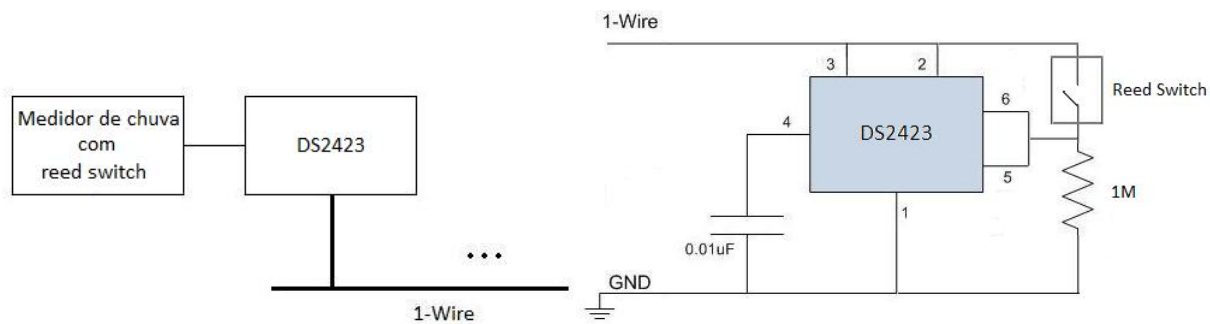 Medidor de chuva
com
reed switch
DS2423
...
1-Wire
1-Wire
3
2
6
Reed Switch
4
DS2423
5
1
1M
0.01uF
GND